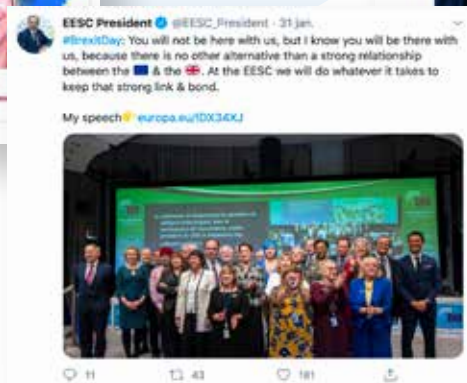 EESC President @EESC_President · 31 jan.
#BrexitDay: You will not be here with us, but I know you will be there with
us, because there is no other alternative than a strong relationship
between the 🇪🇺 & the 🇬🇧. At the EESC we will do whatever it takes to
keep that strong link & bond.
My speech👉 europa.eu/!DX34XJ
11 43 181